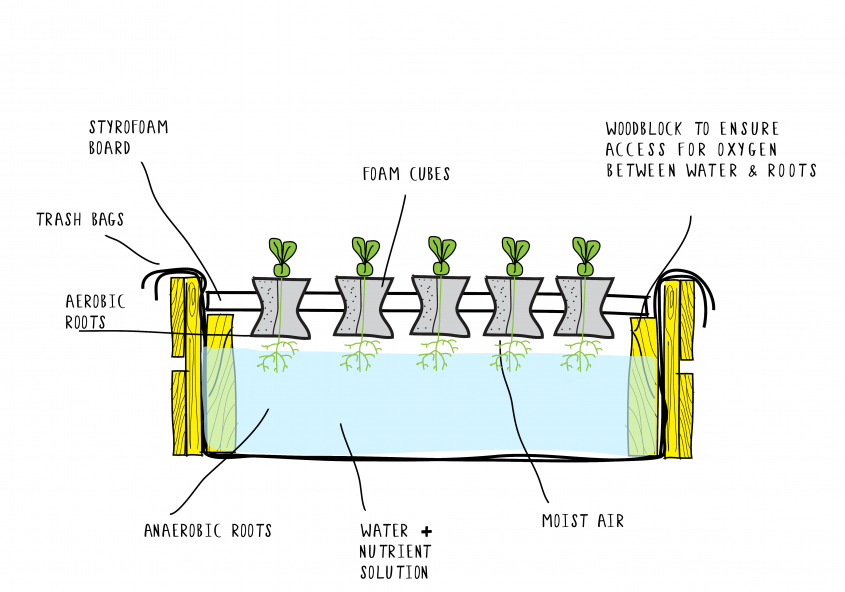 STYROFOAM
BOARD
WOODBLOCK TO ENSURE
ACCESS FOR OXYGEN
BETWEEN WATER & ROOTS
FOAM CUBES
TRASH BAGS
AEROBIC
ROOTS
ANAEROBIC ROOTS
WATER +
NUTRIENT
SOLUTION
MOIST AIR